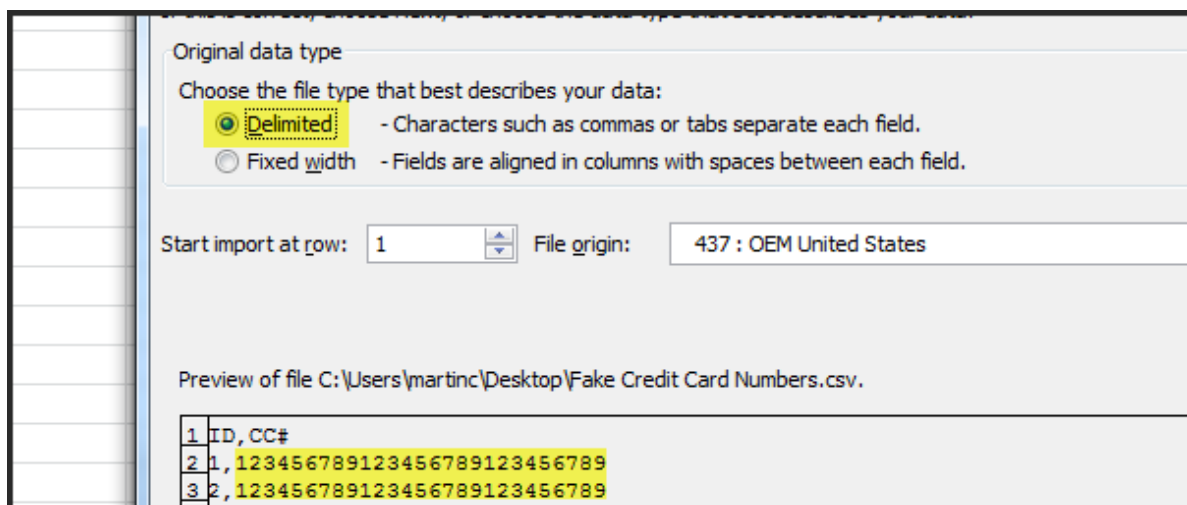 Original data type
Choose the file type that best describes your data:
Delimited - Characters such as commas or tabs separate each field.
Fixed width - Fields are aligned in columns with spaces between each field.
Start import at row: 1 File origin: 437 : OEM United States
Preview of file C:\Users\martinc\Desktop\Fake Credit Card Numbers.csv.
1 ID,CC#
2 1,123456789123456789123456789
3 2,123456789123456789123456789